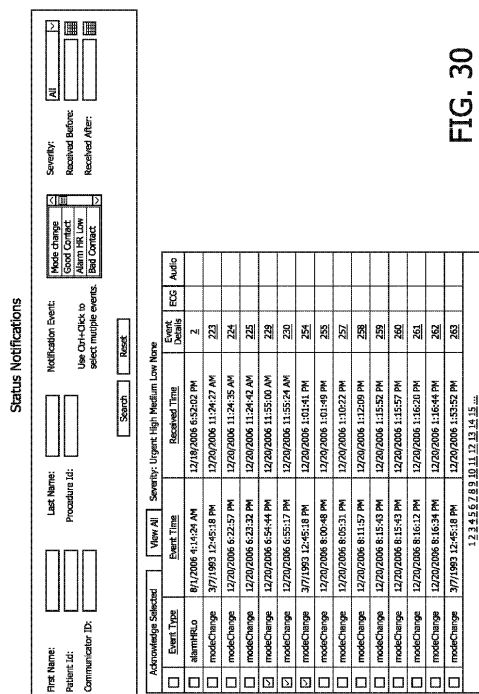 Status Notifications
First Name:
Last Name:
Notification Event:
Mode change
Good Contact
Alarm HR Low
Bad Contact
Severity:
All
Patient Id:
Procedure Id:
Use Ctrl+Click to
select multiple events.
Received Before:
Communicator ID:
Received After:
Search
Reset
Acknowledge Selected
View All
Severity: Urgent High Medium Low None
Event Type Event Time Received Time Event Details ECG Audio
alarmHRLo 8/1/2006 4:14:24 AM 12/18/2006 6:52:02 PM 2
modeChange 3/7/1993 12:45:18 PM 12/20/2006 11:24:27 AM 223
modeChange 12/20/2006 6:22:57 PM 12/20/2006 11:24:35 AM 224
modeChange 12/20/2006 6:23:32 PM 12/20/2006 11:24:42 AM 225
modeChange 12/20/2006 6:54:44 PM 12/20/2006 11:55:00 AM 229
modeChange 12/20/2006 6:55:17 PM 12/20/2006 11:55:24 AM 230
modeChange 3/7/1993 12:45:18 PM 12/20/2006 1:01:41 PM 254
modeChange 12/20/2006 8:00:48 PM 12/20/2006 1:01:49 PM 255
modeChange 12/20/2006 8:05:31 PM 12/20/2006 1:10:22 PM 257
modeChange 12/20/2006 8:11:57 PM 12/20/2006 1:12:09 PM 258
modeChange 12/20/2006 8:15:43 PM 12/20/2006 1:15:52 PM 259
modeChange 12/20/2006 8:15:43 PM 12/20/2006 1:15:57 PM 260
modeChange 12/20/2006 8:16:12 PM 12/20/2006 1:16:20 PM 261
modeChange 12/20/2006 8:16:34 PM 12/20/2006 1:16:44 PM 262
modeChange 3/7/1993 12:45:18 PM 12/20/2006 1:53:52 PM 263
1 2 3 4 5 6 7 8 9 10 11 12 13 14 15 ...
FIG. 30